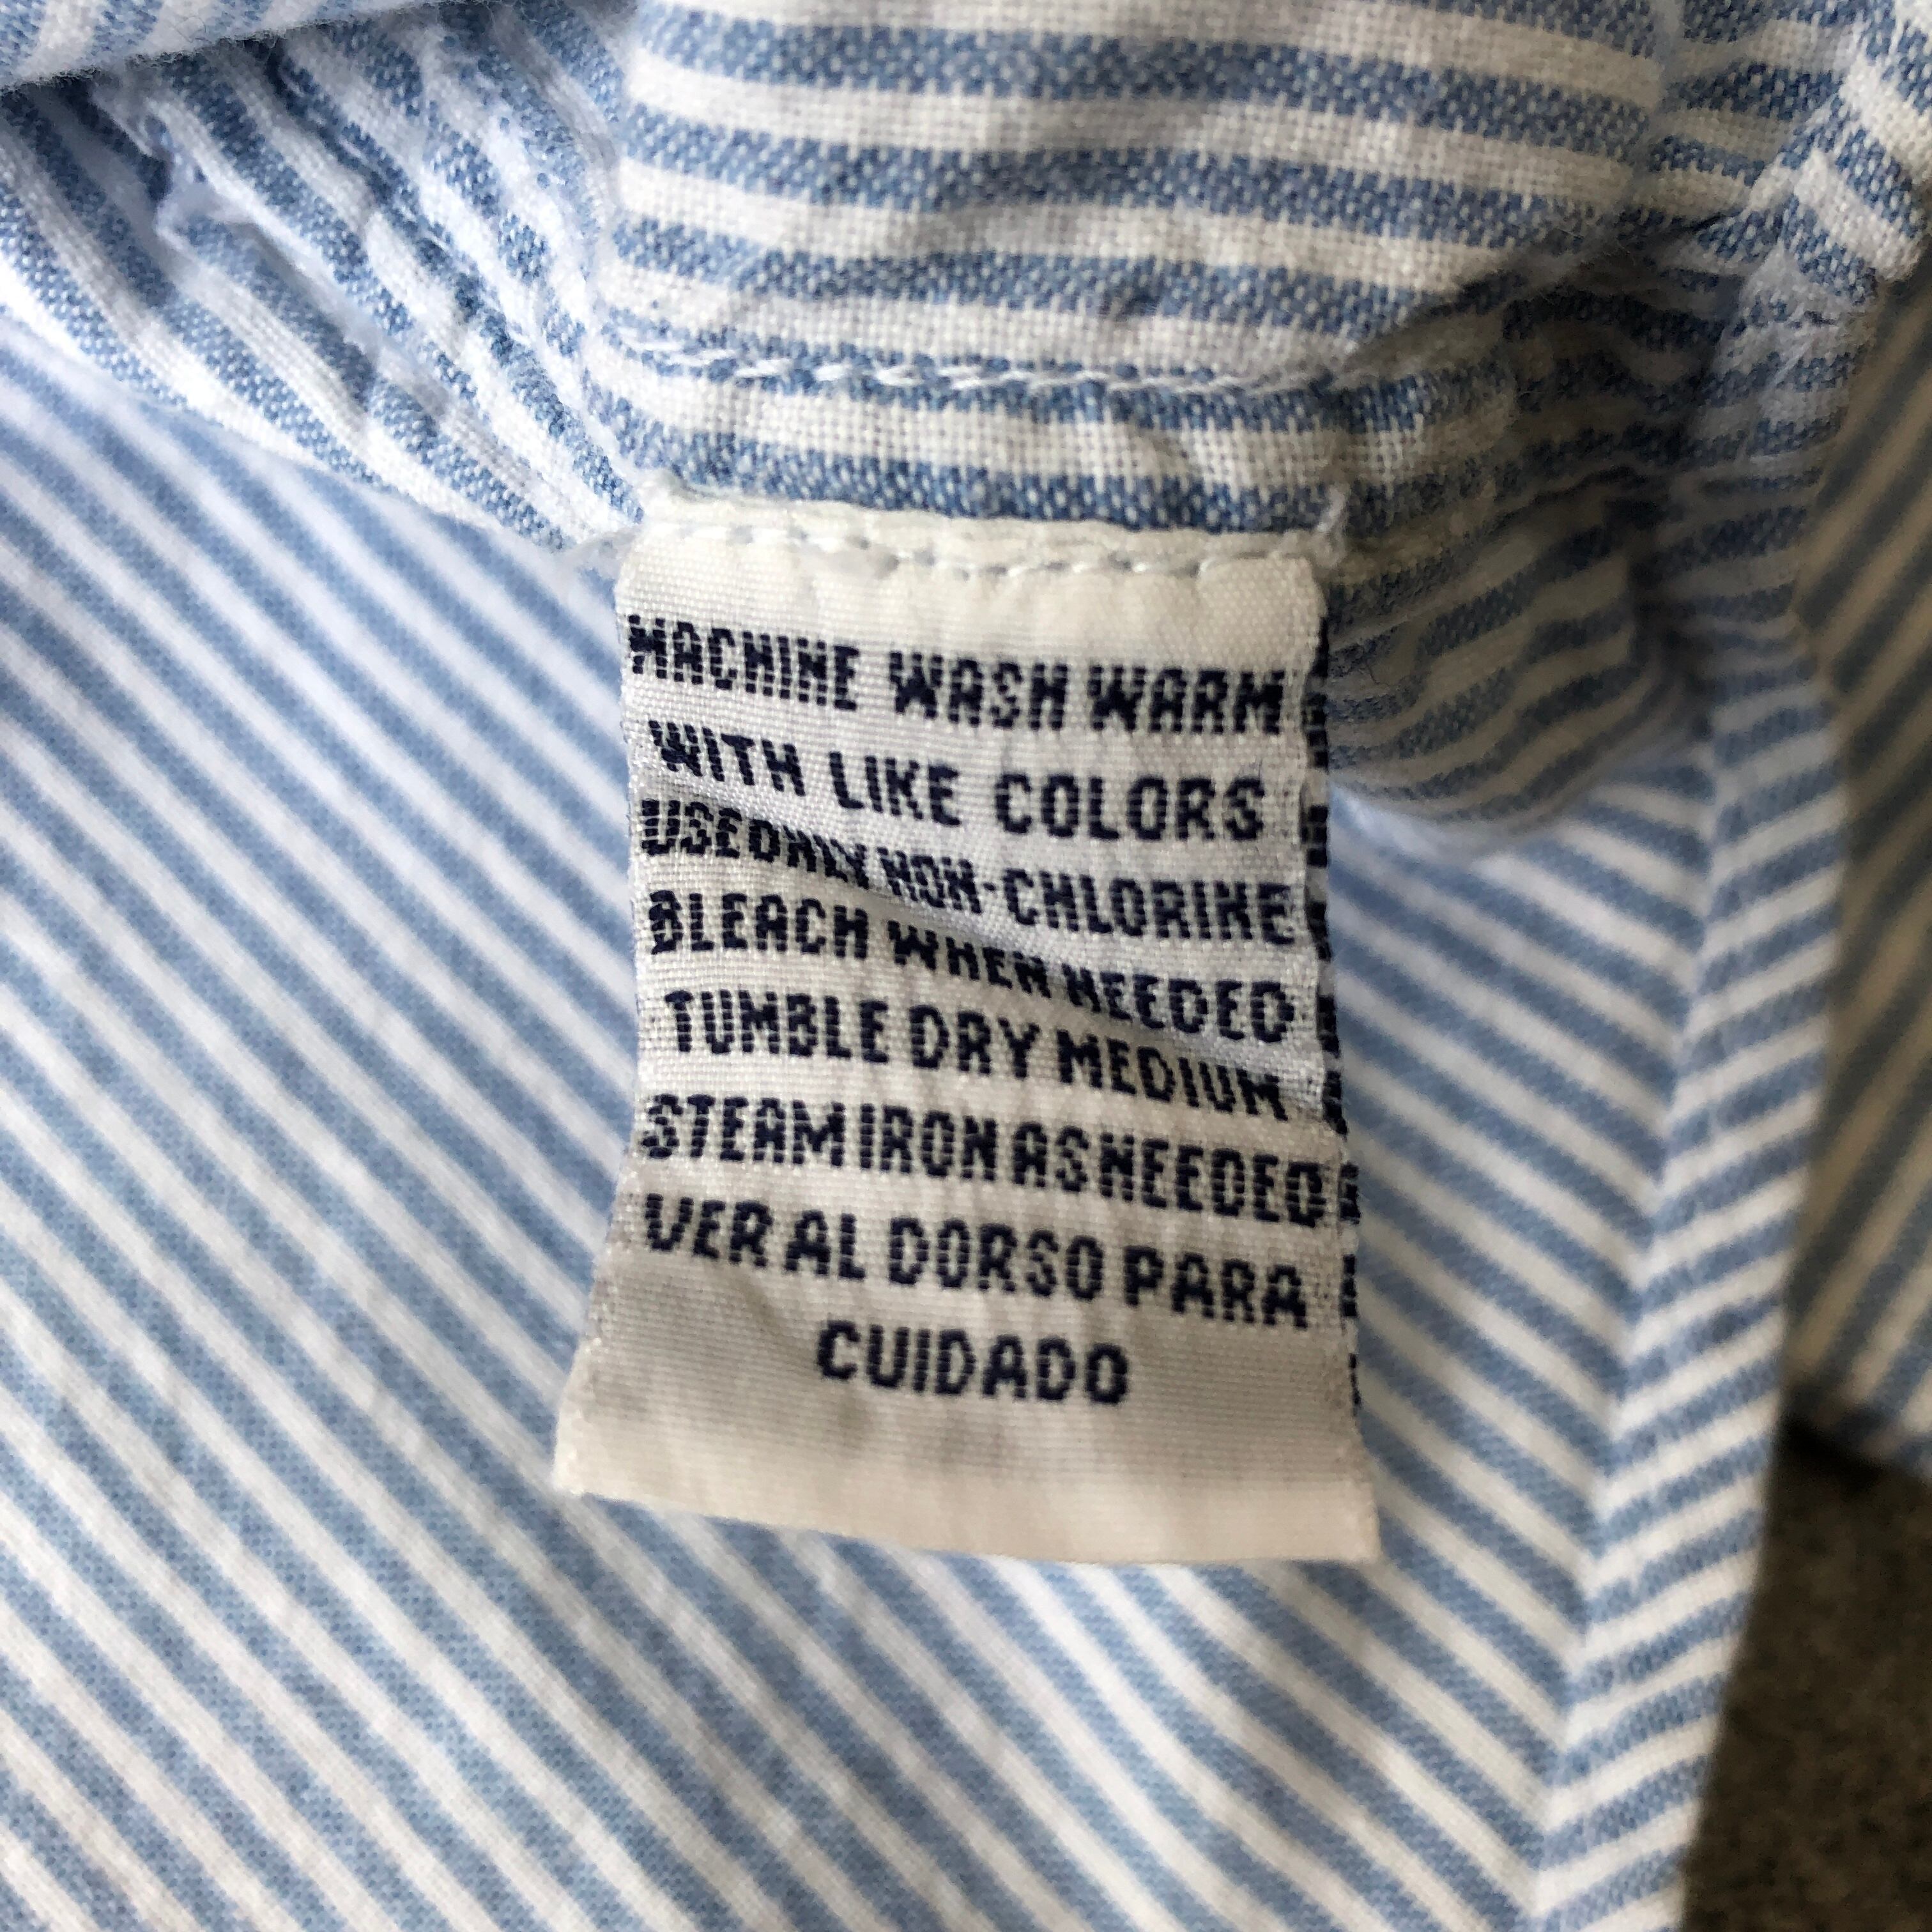 MACHINE WASH WARM
WITH LIKE COLORS
USE ONLY NON-CHLORINE
BLEACH WHEN NEEDED
TUMBLE DRY MEDIUM
STEAM IRON AS NEEDED
VER AL DORSO PARA
CUIDADO